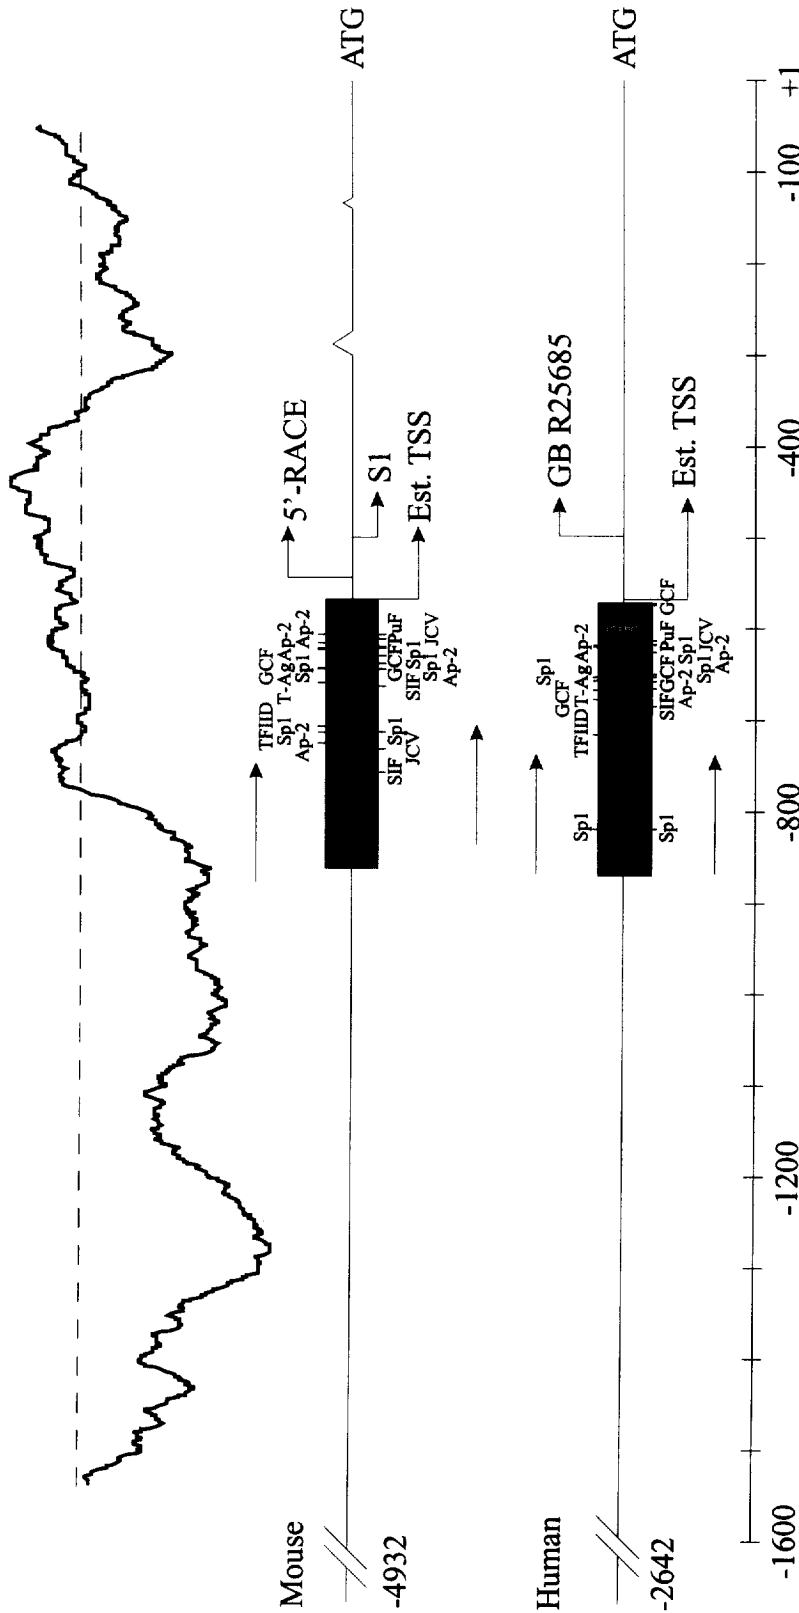 Mouse
-4932
ATG
5'-RACE
S1
Est. TSS
TFIID GCF
Sp1 T-Ag Ap-2
Ap-2 Sp1 Ap-2
SIF Sp1 GCF PuF
JCV SIF Sp1
Sp1 JCV
Ap-2
Human
-2642
ATG
GB R25685
Est. TSS
Sp1
GCF
Sp1 TFIID T-Ag Ap-2
Sp1 SIF GCF PuF GCF
Ap-2 Sp1
Sp1 JCV
Ap-2
-1600 -1200 -800 -400 -100 +1